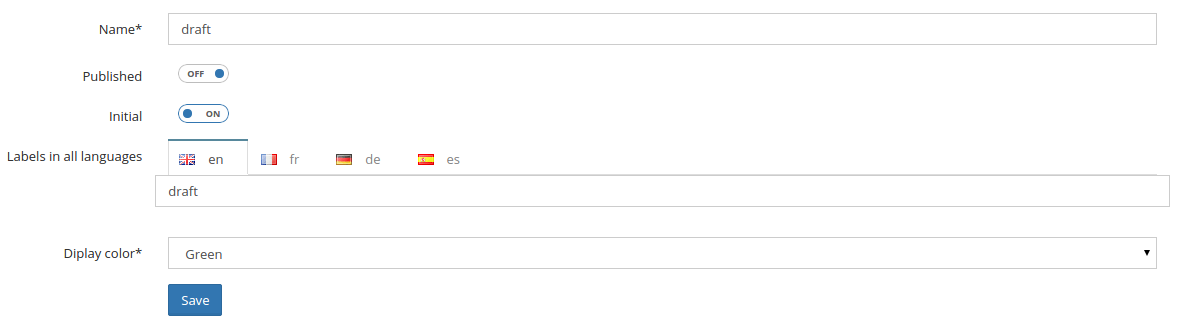 Name* draft
Published OFF
Initial ON
Labels in all languages en fr de es
draft
Diplay color* Green
Save